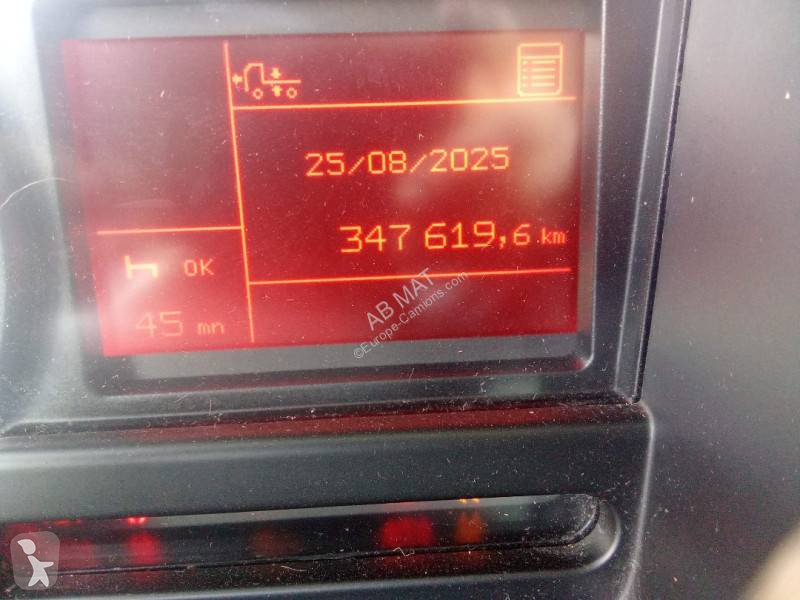 25/08/2025
347 619,6 km
OK
45 mn
AB MAT
©Europe-Camions.com